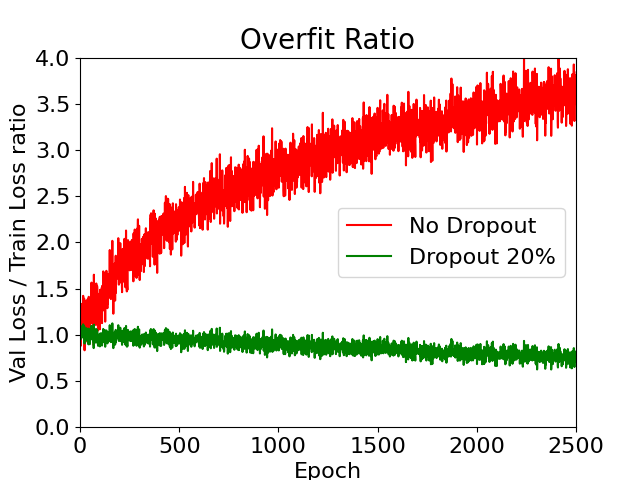 Overfit Ratio
Val Loss / Train Loss ratio
4.0
3.5
3.0
2.5
2.0
1.5
1.0
0.5
0.0
No Dropout
Dropout 20%
0 500 1000 1500 2000 2500
Epoch